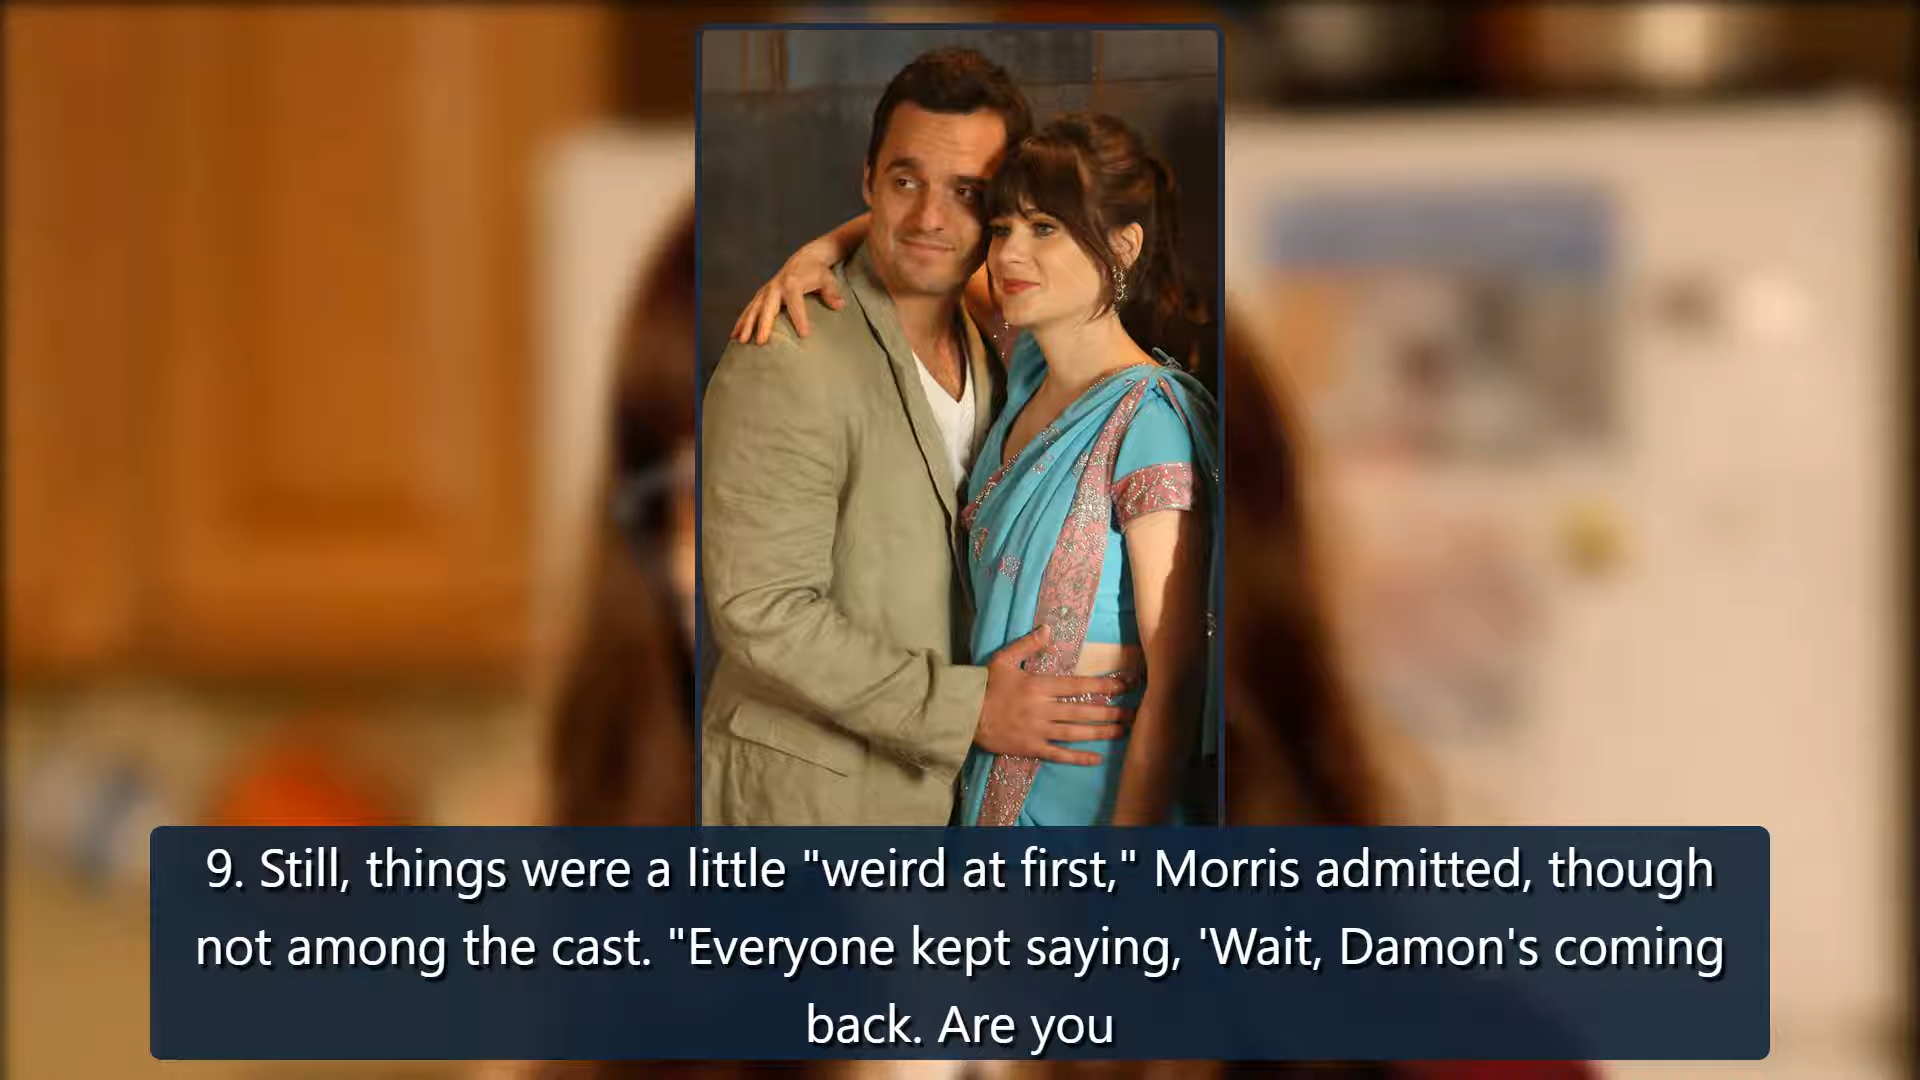 9. Still, things were a little "weird at first," Morris admitted, though
not among the cast. "Everyone kept saying, 'Wait, Damon's coming
back. Are you